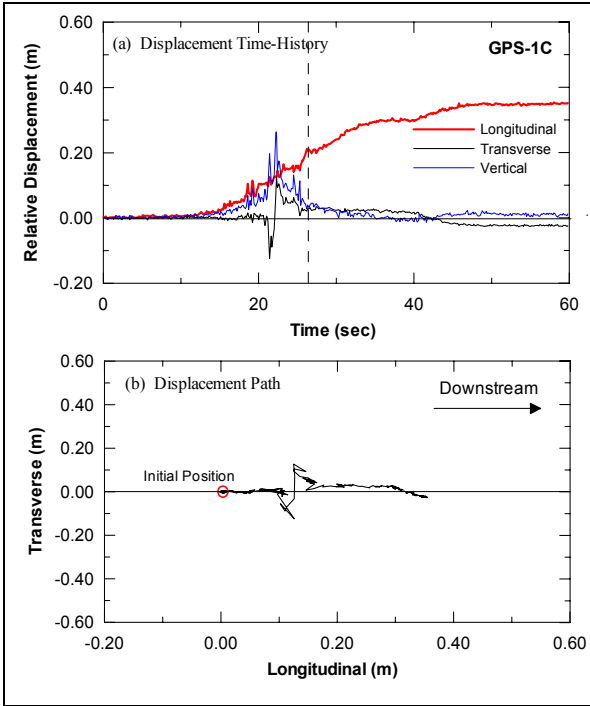 0.60
(a) Displacement Time-History
GPS-1C
0.40
Longitudinal
Transverse
Vertical
0.20
0.00
-0.20
Relative Displacement (m)
0
20
40
60
Time (sec)
0.60
(b) Displacement Path
Downstream
0.40
0.20
Initial Position
0.00
-0.20
-0.40
-0.60
Transverse (m)
-0.20
0.00
0.20
0.40
0.60
Longitudinal (m)